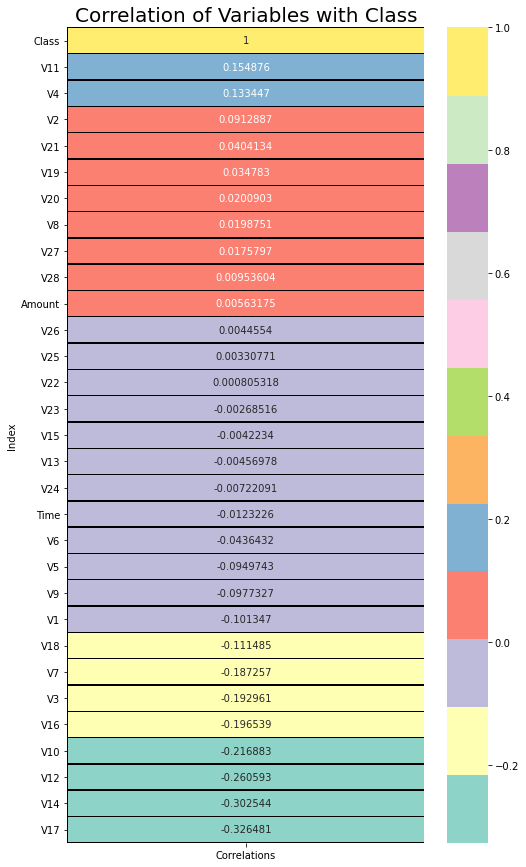 Correlation of Variables with Class
Class 1
V11 0.154876
V4 0.133447
V2 0.0912887
V21 0.0404134
V19 0.034783
V20 0.0200903
V8 0.0198751
V27 0.0175797
V28 0.00953604
Amount 0.00563175
V26 0.0044554
V25 0.00330771
V22 0.000805318
V23 -0.00268516
V15 -0.0042234
V13 -0.00456978
V24 -0.00722091
Time -0.0123226
V6 -0.0436432
V5 -0.0949743
V9 -0.0977327
V1 -0.101347
V18 -0.111485
V7 -0.187257
V3 -0.192961
V16 -0.196539
V10 -0.216883
V12 -0.260593
V14 -0.302544
V17 -0.326481
Index
Correlations
1.0
0.8
0.6
0.4
0.2
0.0
−0.2